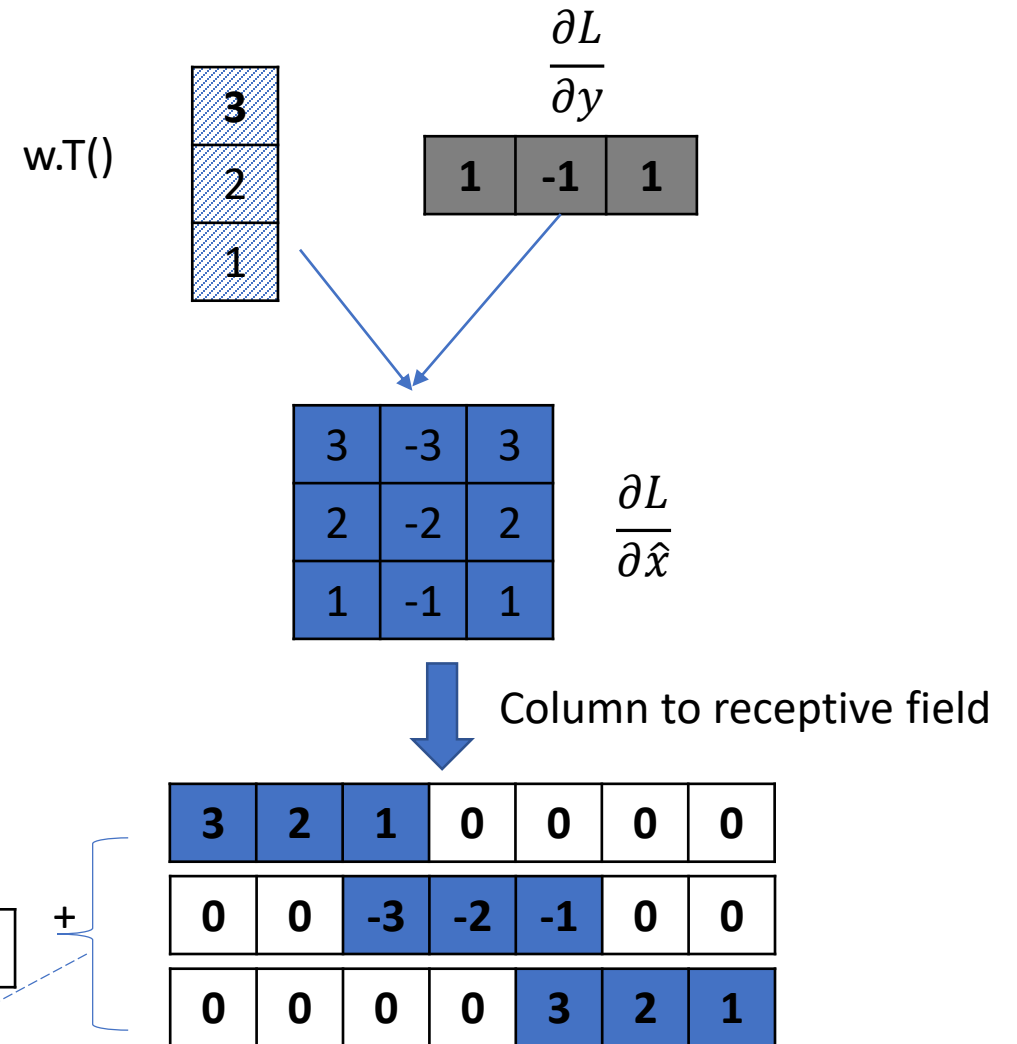 ∂L
∂y
w.T()
3
2
1
1 -1 1
3 -3 3
2 -2 2
1 -1 1
∂L
∂x̂
Column to receptive field
3 2 1 0 0 0 0
+
0 0 -3 -2 -1 0 0
0 0 0 0 3 2 1